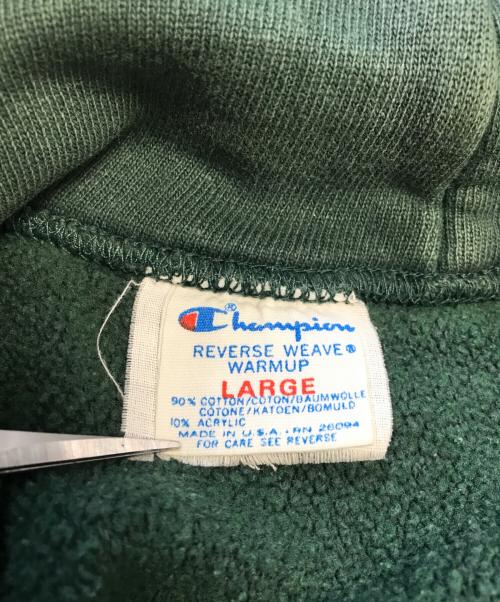 Champion®
REVERSE WEAVE®
WARMUP
LARGE
90% COTTON/COTON/BAUMWOLLE
COTONE/KATOEN/BOMULD
10% ACRYLIC
MADE IN U.S.A. · RN 26094
FOR CARE SEE REVERSE